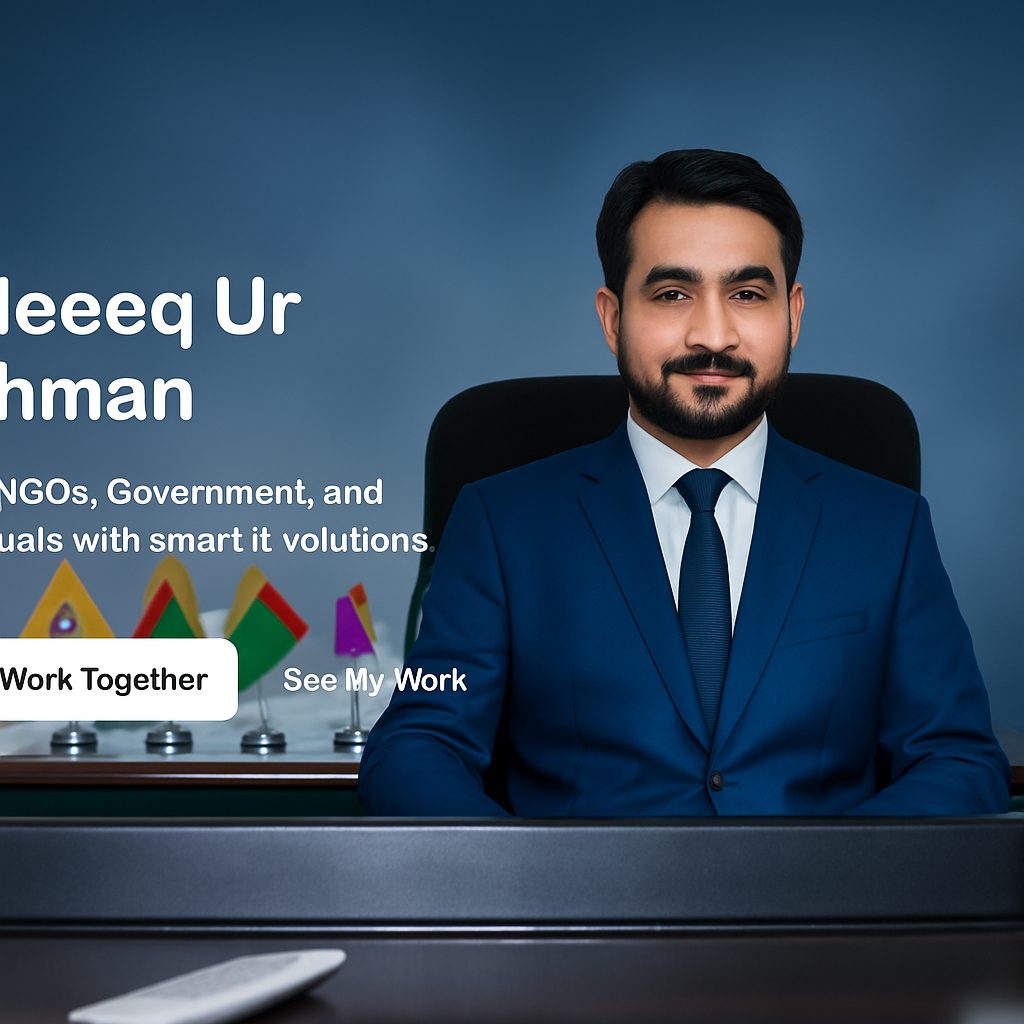 leeeq Ur
hman
NGOs, Government, and
uals with smart it volutions.
Work Together
See My Work